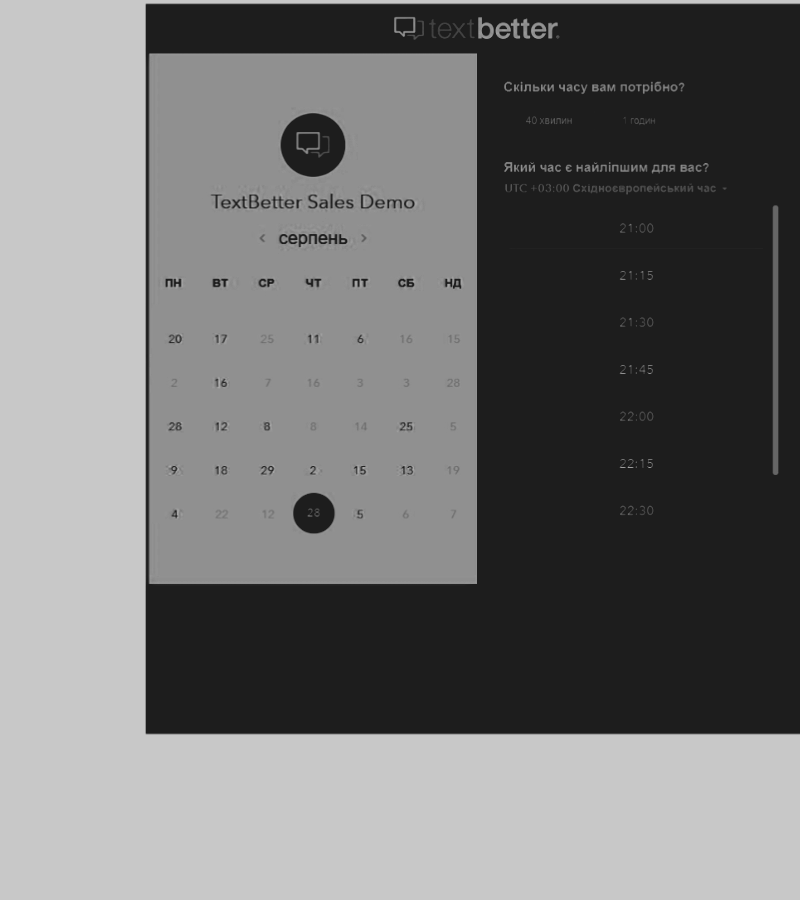 textbetter.
TextBetter Sales Demo
‹ серпень ›
ПН ВТ СР ЧТ ПТ СБ НД
20 17 25 11 6 16 15
2 16 7 16 3 3 28
28 12 8 8 14 25 5
9 18 29 2 15 13 19
4 22 12 28 5 6 7
Скільки часу вам потрібно?
40 хвилин 1 годин
Який час є найліпшим для вас?
UTC +03:00 Східноєвропейський час
21:00
21:15
21:30
21:45
22:00
22:15
22:30